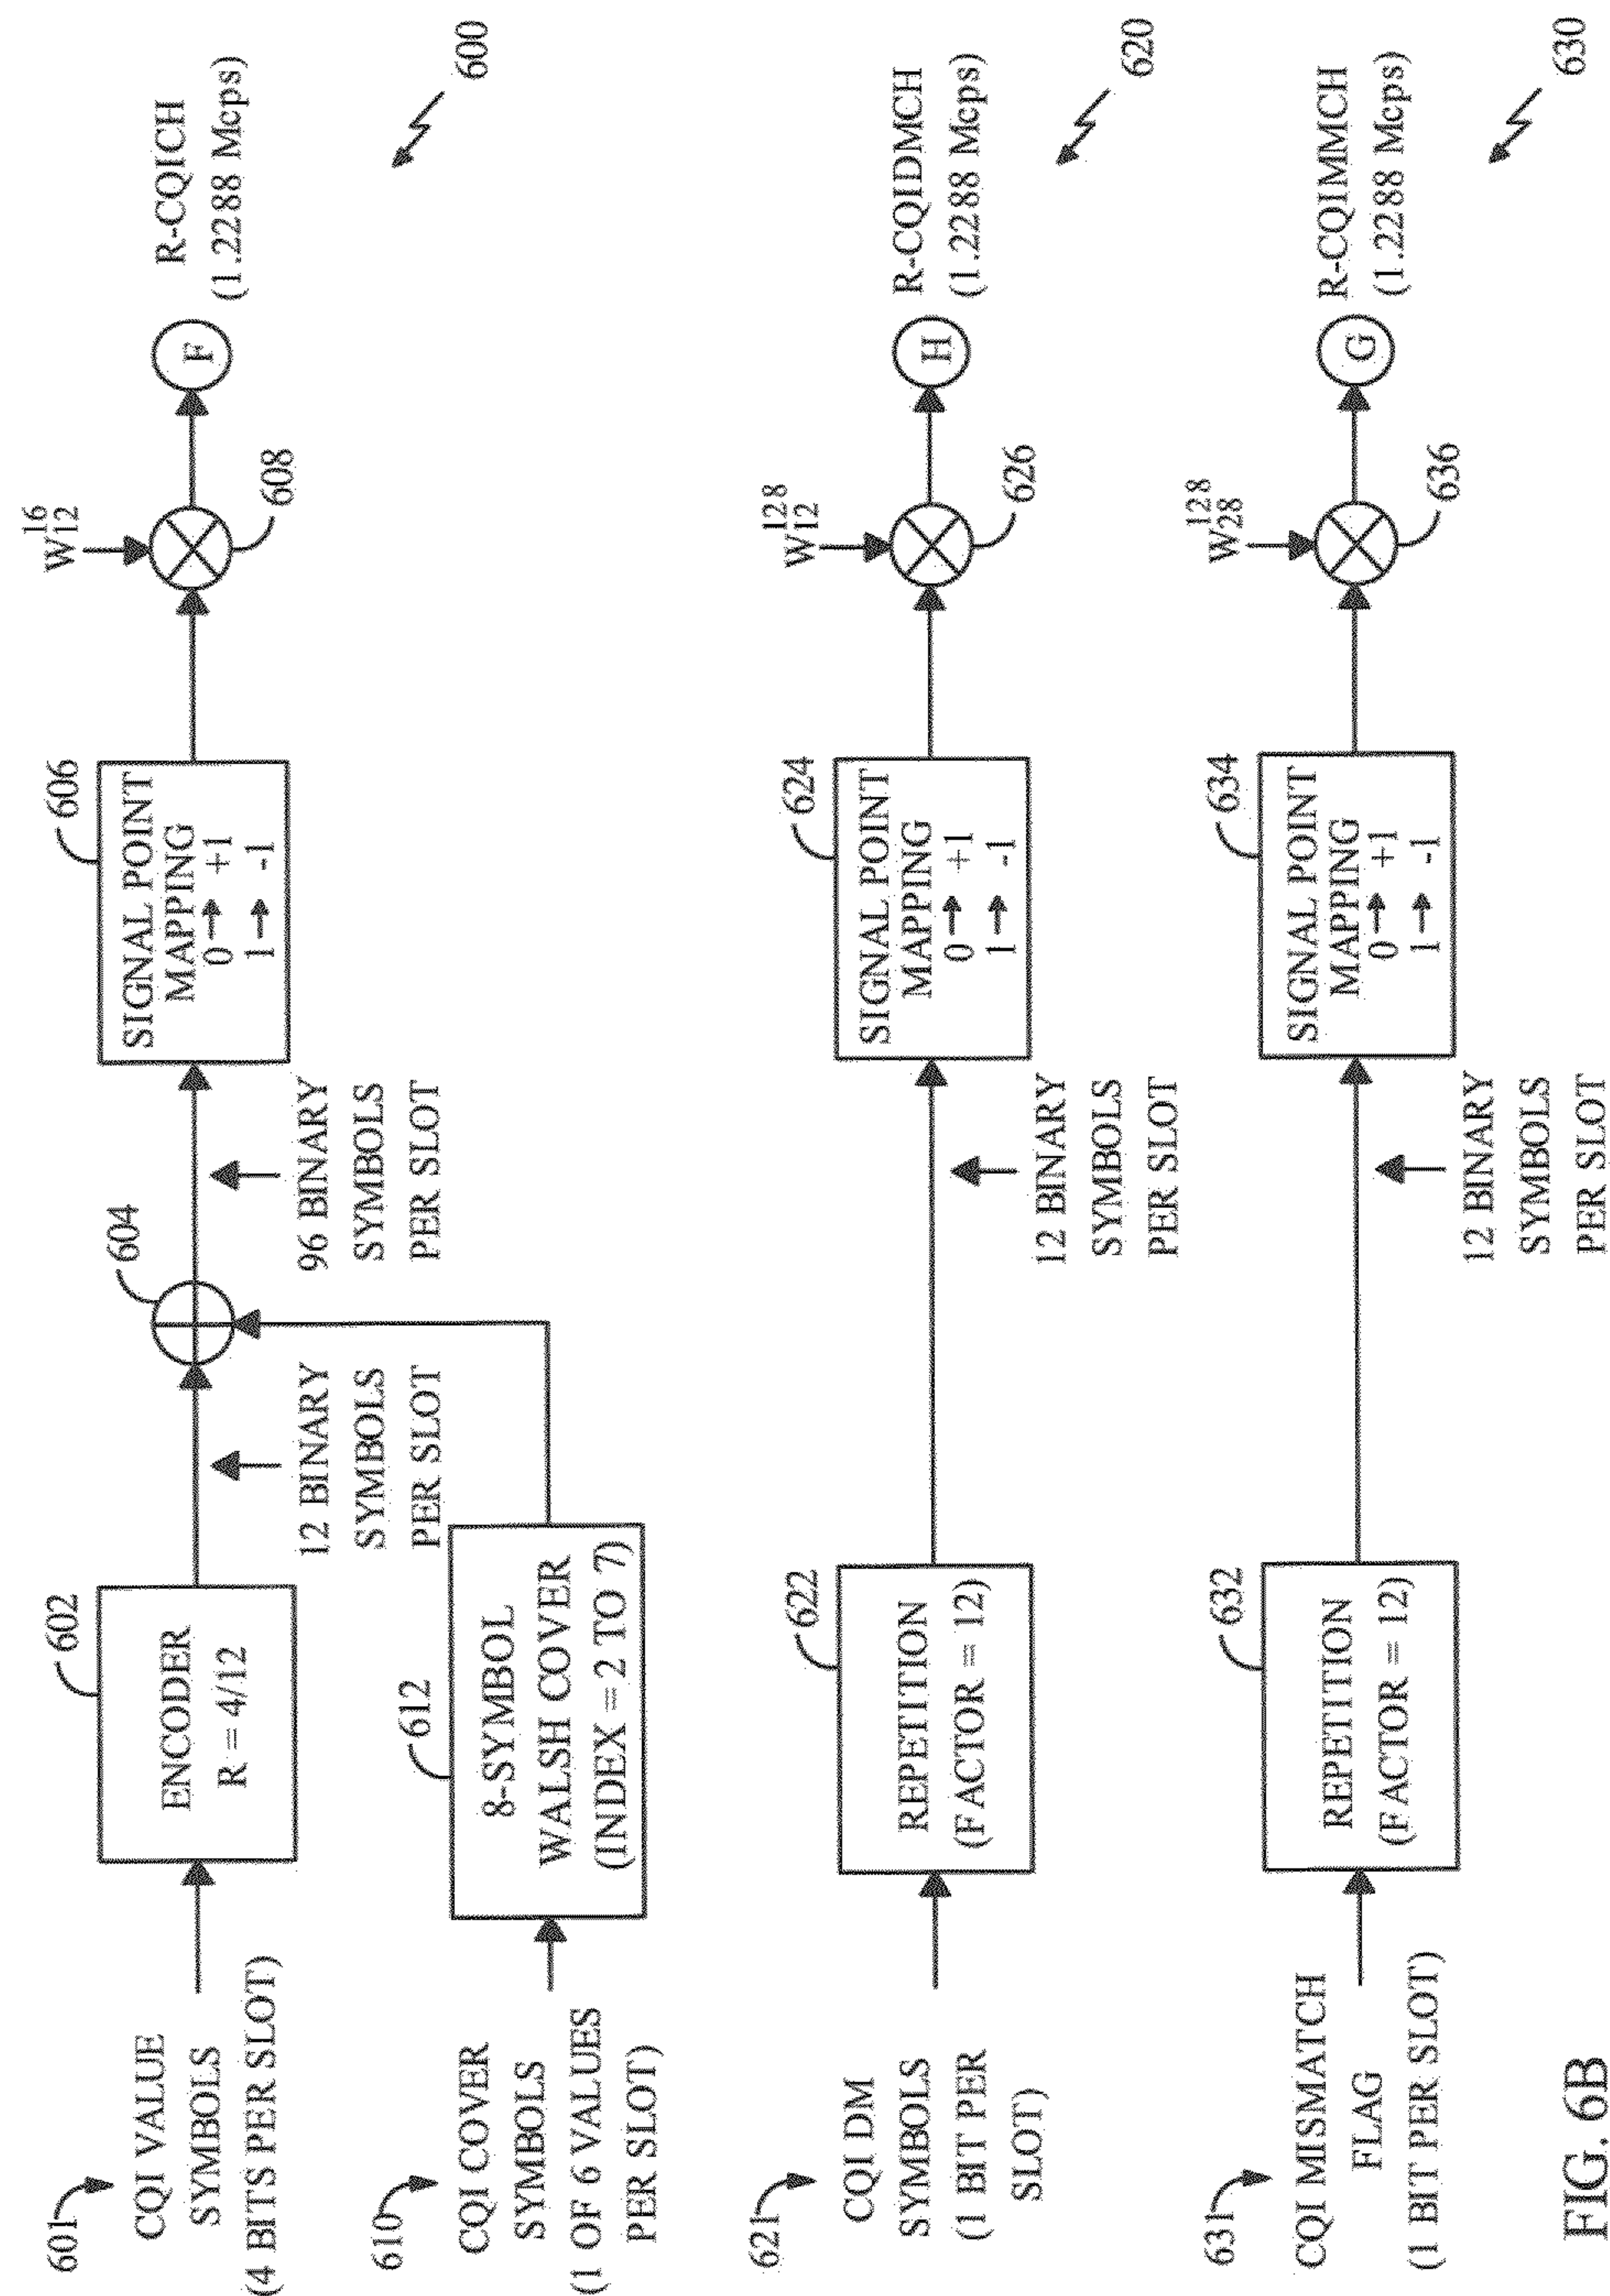 601
CQI VALUE
SYMBOLS
(4 BITS PER SLOT)
602
ENCODER
R = 4/12
12 BINARY
SYMBOLS
PER SLOT
604
96 BINARY
SYMBOLS
PER SLOT
606
SIGNAL POINT
MAPPING
0→ +1
1→ -1
W 16 12
608
F
R-CQICH
(1.2288 Mcps)
600
610
CQI COVER
SYMBOLS
(1 OF 6 VALUES
PER SLOT)
612
8-SYMBOL
WALSH COVER
(INDEX = 2 TO 7)
621
CQI DM
SYMBOLS
(1 BIT PER
SLOT)
622
REPETITION
(FACTOR = 12)
12 BINARY
SYMBOLS
PER SLOT
624
SIGNAL POINT
MAPPING
0→ +1
1→ -1
W 128 12
626
H
R-CQIDMCH
(1.2288 Mcps)
620
631
CQI MISMATCH
FLAG
(1 BIT PER SLOT)
632
REPETITION
(FACTOR = 12)
12 BINARY
SYMBOLS
PER SLOT
634
SIGNAL POINT
MAPPING
0→ +1
1→ -1
W 128 28
636
G
R-CQIMMCH
(1.2288 Mcps)
630
FIG. 6B